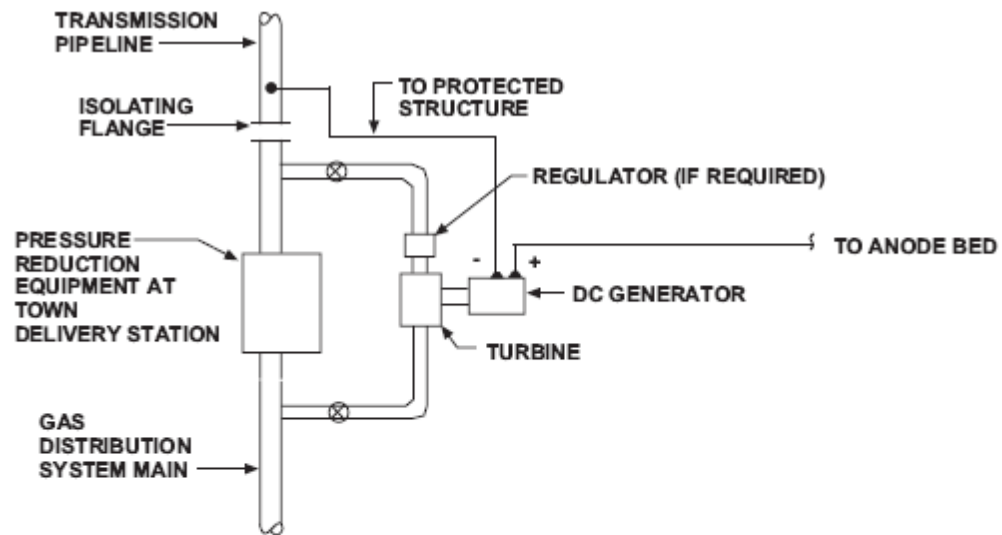 TRANSMISSION
PIPELINE
TO PROTECTED
STRUCTURE
ISOLATING
FLANGE
REGULATOR (IF REQUIRED)
PRESSURE
REDUCTION
EQUIPMENT AT
TOWN
DELIVERY STATION
- +
TO ANODE BED
DC GENERATOR
TURBINE
GAS
DISTRIBUTION
SYSTEM MAIN